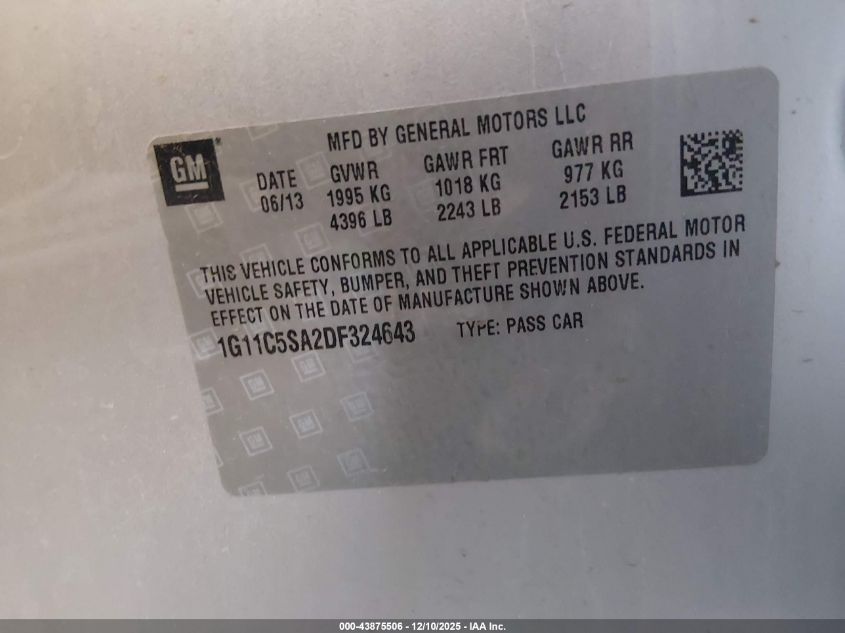 MFD BY GENERAL MOTORS LLC
GM
DATE GVWR GAWR FRT GAWR RR
06/13 1995 KG 1018 KG 977 KG
4396 LB 2243 LB 2153 LB
THIS VEHICLE CONFORMS TO ALL APPLICABLE U.S. FEDERAL MOTOR
VEHICLE SAFETY, BUMPER, AND THEFT PREVENTION STANDARDS IN
EFFECT ON THE DATE OF MANUFACTURE SHOWN ABOVE.
1G11C5SA2DF324643 TYPE: PASS CAR
000-43875506 - 12/10/2025 - IAA Inc.